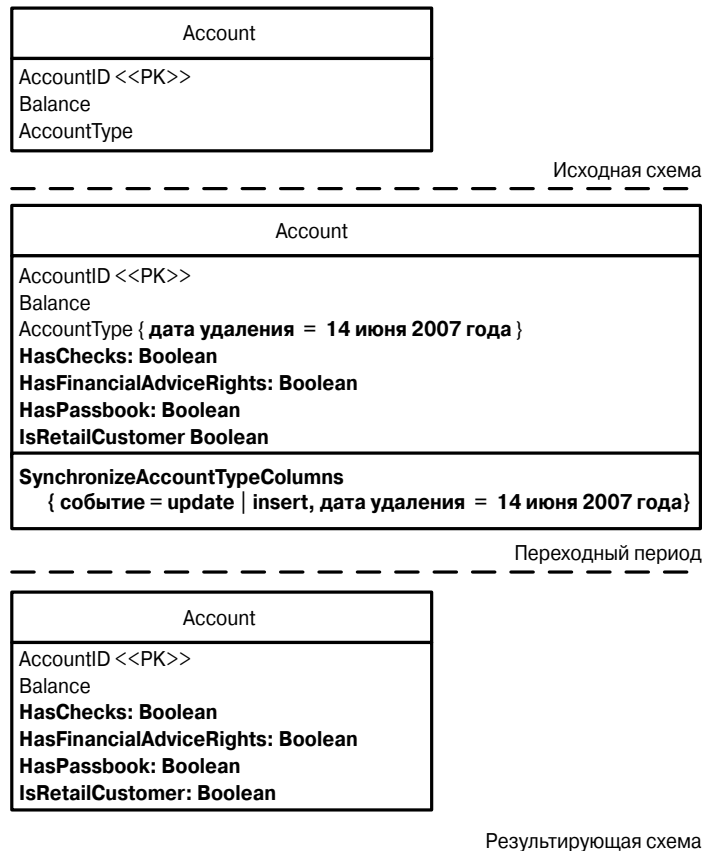 Account
AccountID <<PK>>
Balance
AccountType
Исходная схема
Account
AccountID <<PK>>
Balance
AccountType { дата удаления = 14 июня 2007 года }
HasChecks: Boolean
HasFinancialAdviceRights: Boolean
HasPassbook: Boolean
IsRetailCustomer Boolean
SynchronizeAccountTypeColumns
{ событие = update | insert, дата удаления = 14 июня 2007 года}
Переходный период
Account
AccountID <<PK>>
Balance
HasChecks: Boolean
HasFinancialAdviceRights: Boolean
HasPassbook: Boolean
IsRetailCustomer: Boolean
Результирующая схема